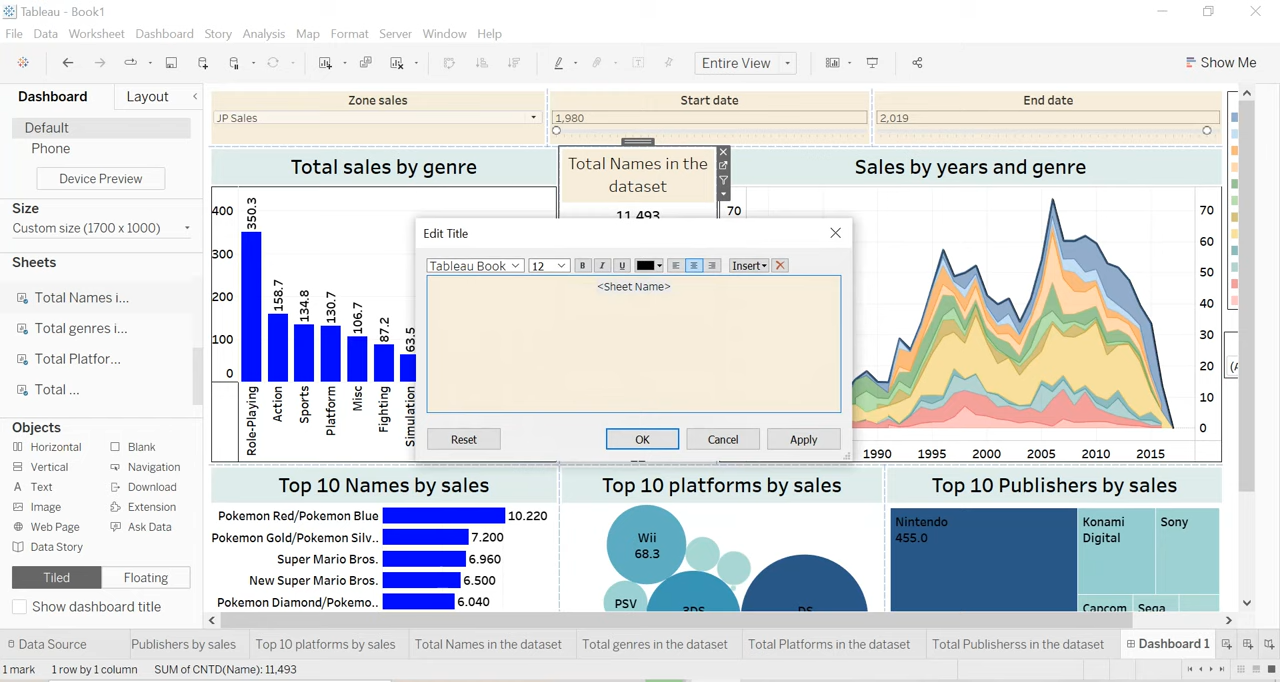 Tableau - Book1
File Data Worksheet Dashboard Story Analysis Map Format Server Window Help
Entire View
Show Me
Dashboard Layout
Default
Phone
Device Preview
Size
Custom size (1700 x 1000)
Sheets
Total Names i...
Total genres i...
Total Platfor...
Total ...
Objects
Horizontal Blank
Vertical Navigation
A Text Download
Image Extension
Web Page Ask Data
Data Story
Tiled Floating
Show dashboard title
Zone sales
JP Sales
Start date
1,980
End date
2,019
Total sales by genre
400
300
200
100
0
350.3
158.7
134.8
130.7
106.7
87.2
63.5
Role-Playing
Action
Sports
Platform
Misc
Fighting
Simulation
Total Names in the
dataset
11,493
Sales by years and genre
70
70
60
50
40
30
20
10
0
1990 1995 2000 2005 2010 2015
(A
Edit Title
Tableau Book 12 B I U Insert
<Sheet Name>
Reset OK Cancel Apply
Top 10 Names by sales
Pokemon Red/Pokemon Blue 10.220
Pokemon Gold/Pokemon Silv.. 7.200
Super Mario Bros. 6.960
New Super Mario Bros. 6.500
Pokemon Diamond/Pokemo.. 6.040
Top 10 platforms by sales
Wii
68.3
PSV
3DS
DS
Top 10 Publishers by sales
Nintendo
455.0
Konami
Digital
Sony
Capcom
Sega
Data Source Publishers by sales Top 10 platforms by sales Total Names in the dataset Total genres in the dataset Total Platforms in the dataset Total Publisherss in the dataset Dashboard 1
1 mark 1 row by 1 column SUM of CNTD(Name): 11,493